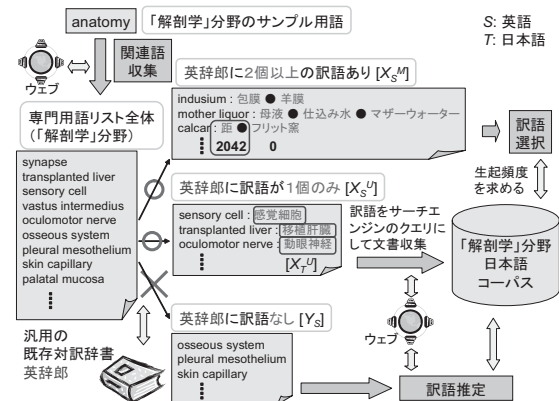 anatomy
「解剖学」分野のサンプル用語
S: 英語
T: 日本語
関連語
収集
ウェブ
英辞郎に2個以上の訳語あり [X_S^M]
indusium : 包膜 ● 羊膜
mother liquor : 母液 ● 仕込み水 ● マザーウォーター
calcar : 距 ● フリット窯
2042 0
訳語
選択
専門用語リスト全体
(「解剖学」分野)
synapse
transplanted liver
sensory cell
vastus intermedius
oculomotor nerve
osseous system
pleural mesothelium
skin capillary
palatal mucosa
英辞郎に訳語が1個のみ [X_S^U]
sensory cell : 感覚細胞
transplanted liver : 移植肝臓
oculomotor nerve : 動眼神経
[X_T^U]
訳語をサーチエ
ンジンのクエリに
して文書収集
生起頻度
を求める
「解剖学」分野
日本語
コーパス
英辞郎に訳語なし [Y_S]
osseous system
pleural mesothelium
skin capillary
汎用の
既存対訳辞書
英辞郎
ウェブ
訳語推定